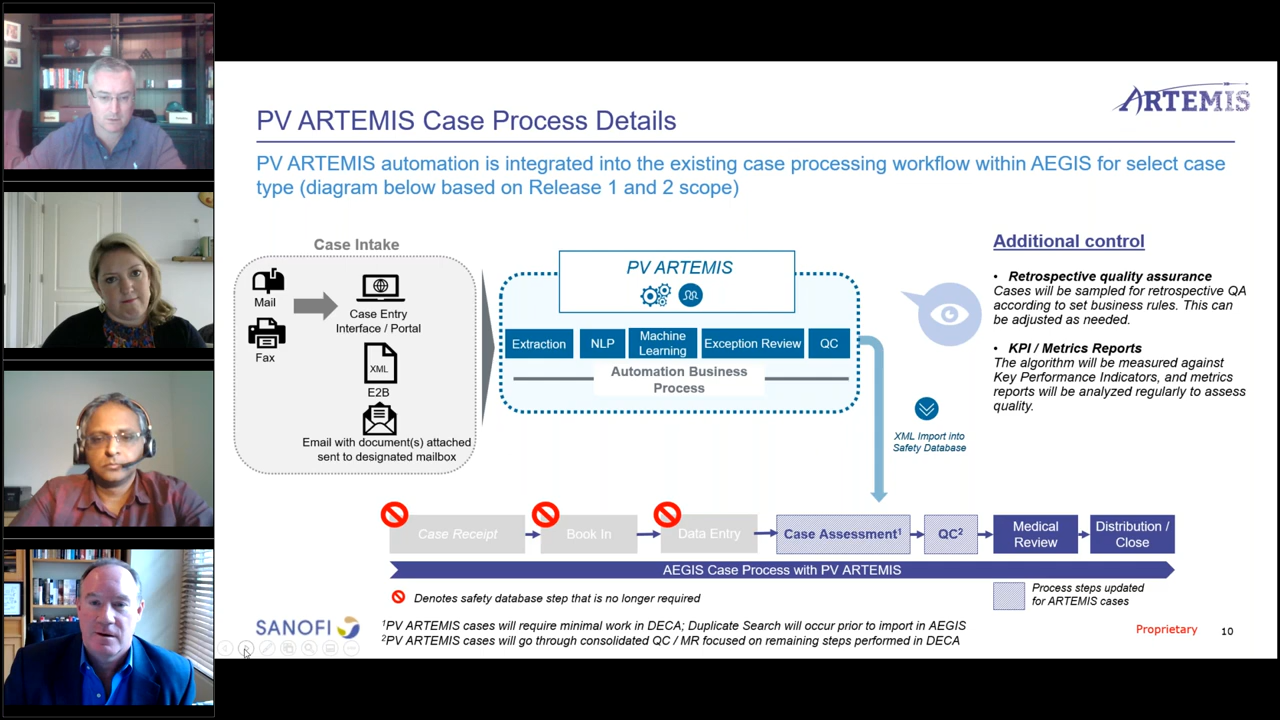 ARTEMIS
PV ARTEMIS Case Process Details
PV ARTEMIS automation is integrated into the existing case processing workflow within AEGIS for select case
type (diagram below based on Release 1 and 2 scope)
Case Intake
Mail
Fax
Case Entry
Interface / Portal
XML
E2B
Email with document(s) attached
sent to designated mailbox
PV ARTEMIS
Extraction
NLP
Machine
Learning
Exception Review
QC
Automation Business
Process
XML Import into
Safety Database
Additional control
• Retrospective quality assurance
Cases will be sampled for retrospective QA
according to set business rules. This can
be adjusted as needed.
• KPI / Metrics Reports
The algorithm will be measured against
Key Performance Indicators, and metrics
reports will be analyzed regularly to assess
quality.
Case Receipt
Book In
Data Entry
Case Assessment¹
QC²
Medical
Review
Distribution /
Close
AEGIS Case Process with PV ARTEMIS
Denotes safety database step that is no longer required
Process steps updated
for ARTEMIS cases
SANOFI
¹PV ARTEMIS cases will require minimal work in DECA; Duplicate Search will occur prior to import in AEGIS
²PV ARTEMIS cases will go through consolidated QC / MR focused on remaining steps performed in DECA
Proprietary
10